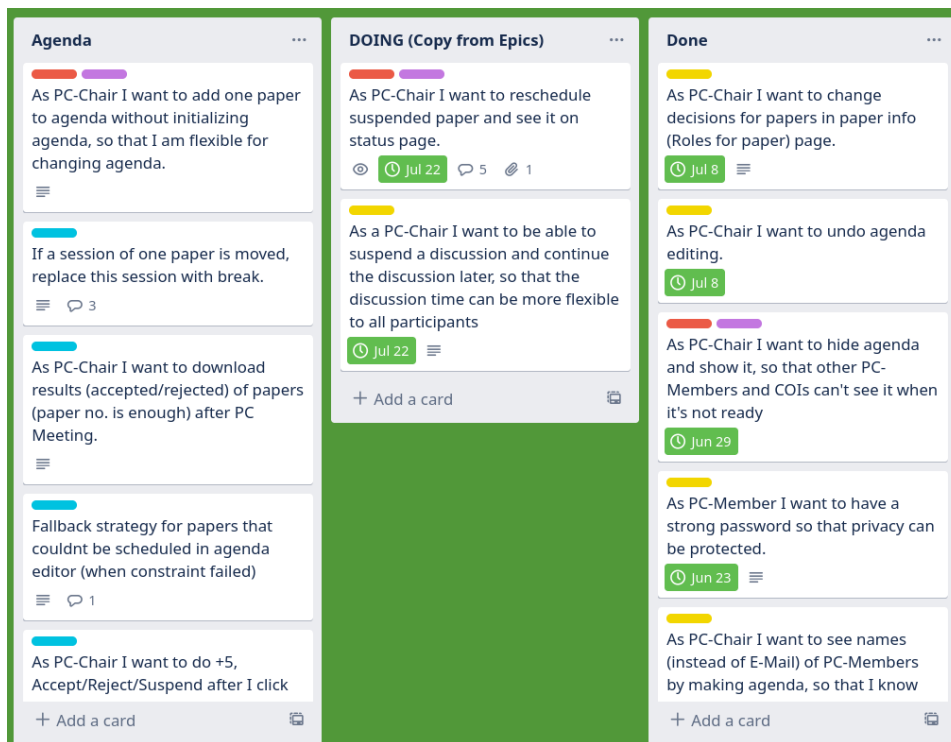 Agenda
As PC-Chair I want to add one paper
to agenda without initializing
agenda, so that I am flexible for
changing agenda.
If a session of one paper is moved,
replace this session with break.
3
As PC-Chair I want to download
results (accepted/rejected) of papers
(paper no. is enough) after PC
Meeting.
Fallback strategy for papers that
couldnt be scheduled in agenda
editor (when constraint failed)
1
As PC-Chair I want to do +5,
Accept/Reject/Suspend after I click
Add a card
DOING (Copy from Epics)
As PC-Chair I want to reschedule
suspended paper and see it on
status page.
Jul 22 5 1
As a PC-Chair I want to be able to
suspend a discussion and continue
the discussion later, so that the
discussion time can be more flexible
to all participants
Jul 22
Add a card
Done
As PC-Chair I want to change
decisions for papers in paper info
(Roles for paper) page.
Jul 8
As PC-Chair I want to undo agenda
editing.
Jul 8
As PC-Chair I want to hide agenda
and show it, so that other PC-
Members and COIs can't see it when
it's not ready
Jun 29
As PC-Member I want to have a
strong password so that privacy can
be protected.
Jun 23
As PC-Chair I want to see names
(instead of E-Mail) of PC-Members
by making agenda, so that I know
Add a card